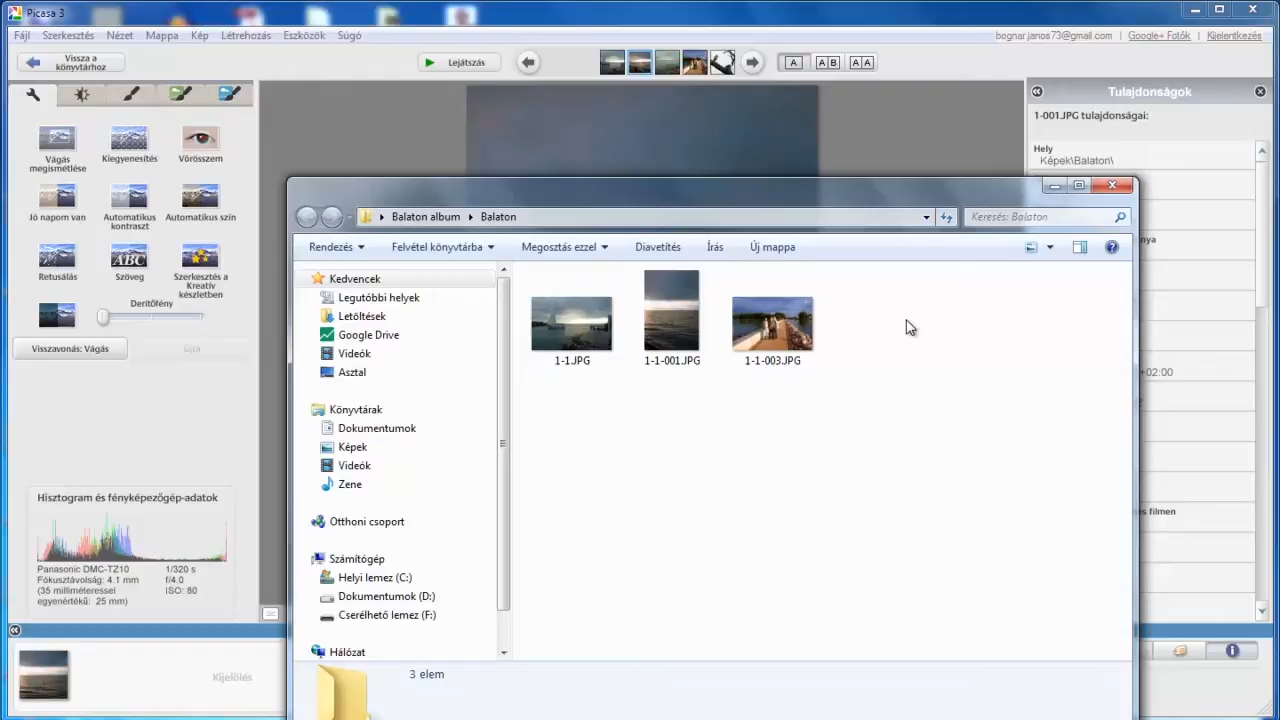 Picasa 3
Fájl Szerkesztés Nézet Mappa Kép Létrehozás Eszközök Súgó
bognar.janos73@gmail.com | Google+ Fotók | Kijelentkezés
Vissza a
könyvtárhoz
Lejátszás
A
A B
A A
Tulajdonságok
1-001.JPG tulajdonságai:
Hely
Képek\Balaton\
Vágás
megismétlése
Kiegyenesítés
Vörösszem
Jó napom van
Automatikus
kontraszt
Automatikus szín
Retusálás
ABC
Szöveg
Szerkesztés a
Kreatív
készletben
Derítőfény
Visszavonás: Vágás
Újra
Balaton album
Balaton
Keresés: Balaton
Rendezés
Felvétel könyvtárba
Megosztás ezzel
Diavetítés
Írás
Új mappa
Kedvencek
Legutóbbi helyek
Letöltések
Google Drive
Videók
Asztal
Könyvtárak
Dokumentumok
Képek
Videók
Zene
Otthoni csoport
Számítógép
Helyi lemez (C:)
Dokumentumok (D:)
Cserélhető lemez (F:)
Hálózat
1-1.JPG
1-1-001.JPG
1-1-003.JPG
3 elem
+02:00
filmen
Hisztogram és fényképezőgép-adatok
Panasonic DMC-TZ10
Fókusztávolság: 4.1 mm
(35 milliméteressel
egyenértékű: 25 mm)
1/320 s
f/4.0
ISO: 80
Kijelölés